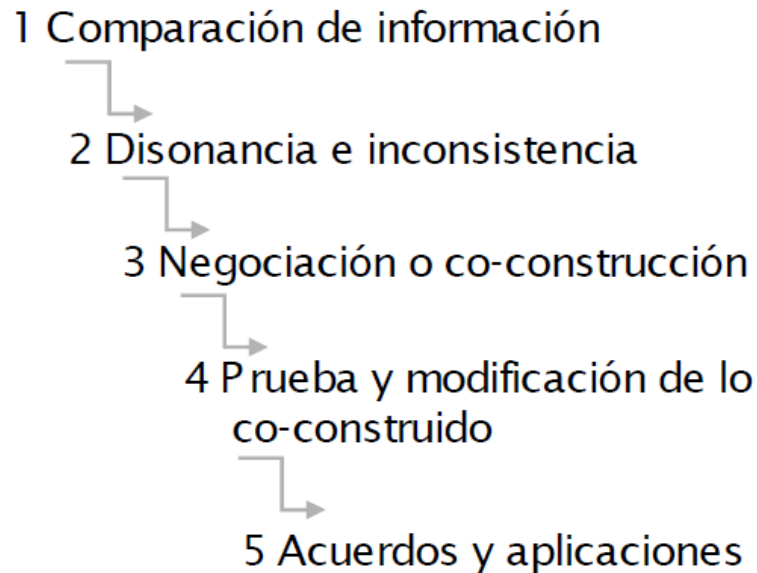 1 Comparación de información
2 Disonancia e inconsistencia
3 Negociación o co-construcción
4 Prueba y modificación de lo
co-construido
5 Acuerdos y aplicaciones